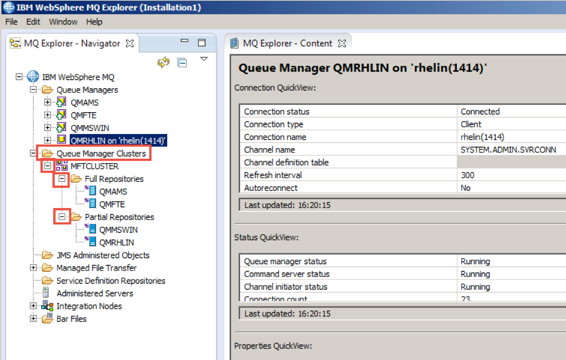 IBM WebSphere MQ Explorer (Installation1)
File Edit Window Help
MQ Explorer - Navigator
IBM WebSphere MQ
Queue Managers
QMAMS
QMFTE
QMMSWIN
QMRHLIN on 'rhelin(1414)'
Queue Manager Clusters
MFTCLUSTER
Full Repositories
QMAMS
QMFTE
Partial Repositories
QMMSWIN
QMRHLIN
JMS Administered Objects
Managed File Transfer
Service Definition Repositories
Administered Servers
Integration Nodes
Bar Files
MQ Explorer - Content
Queue Manager QMRHLIN on 'rhelin(1414)'
Connection QuickView:
Connection status Connected
Connection type Client
Connection name rhelin(1414)
Channel name SYSTEM.ADMIN.SVRCONN
Channel definition table
Refresh interval 300
Autoreconnect No
Last updated: 16:20:15
Status QuickView:
Queue manager status Running
Command server status Running
Channel initiator status Running
Connection count 23
Last updated: 16:20:15
Properties QuickView: